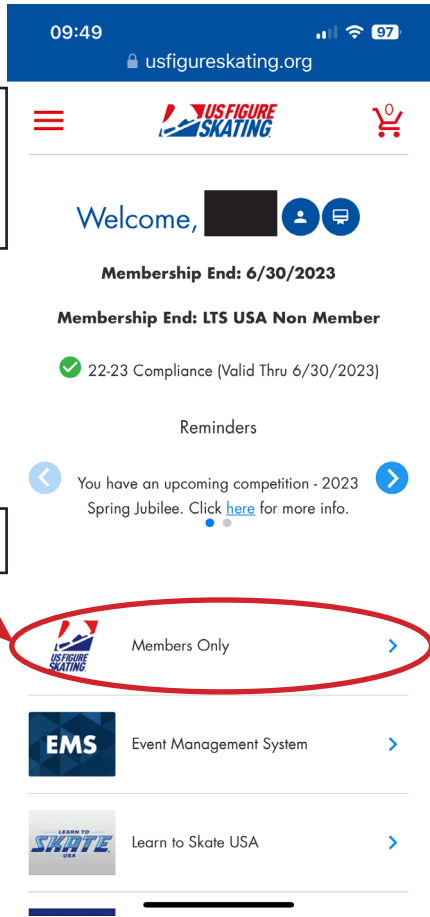 09:49
97
usfigureskating.org
US FIGURE
SKATING
0
Welcome,
Membership End: 6/30/2023
Membership End: LTS USA Non Member
22-23 Compliance (Valid Thru 6/30/2023)
Reminders
You have an upcoming competition - 2023
Spring Jubilee. Click here for more info.
US FIGURE
SKATING
Members Only
EMS
Event Management System
LEARN TO
SKATE
USA
Learn to Skate USA